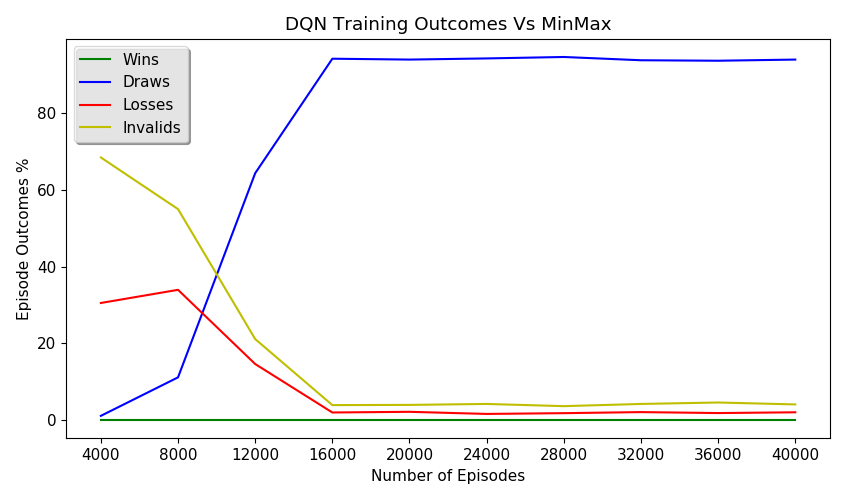 DQN Training Outcomes Vs MinMax
Wins
Draws
Losses
Invalids
Episode Outcomes %
80
60
40
20
0
4000 8000 12000 16000 20000 24000 28000 32000 36000 40000
Number of Episodes